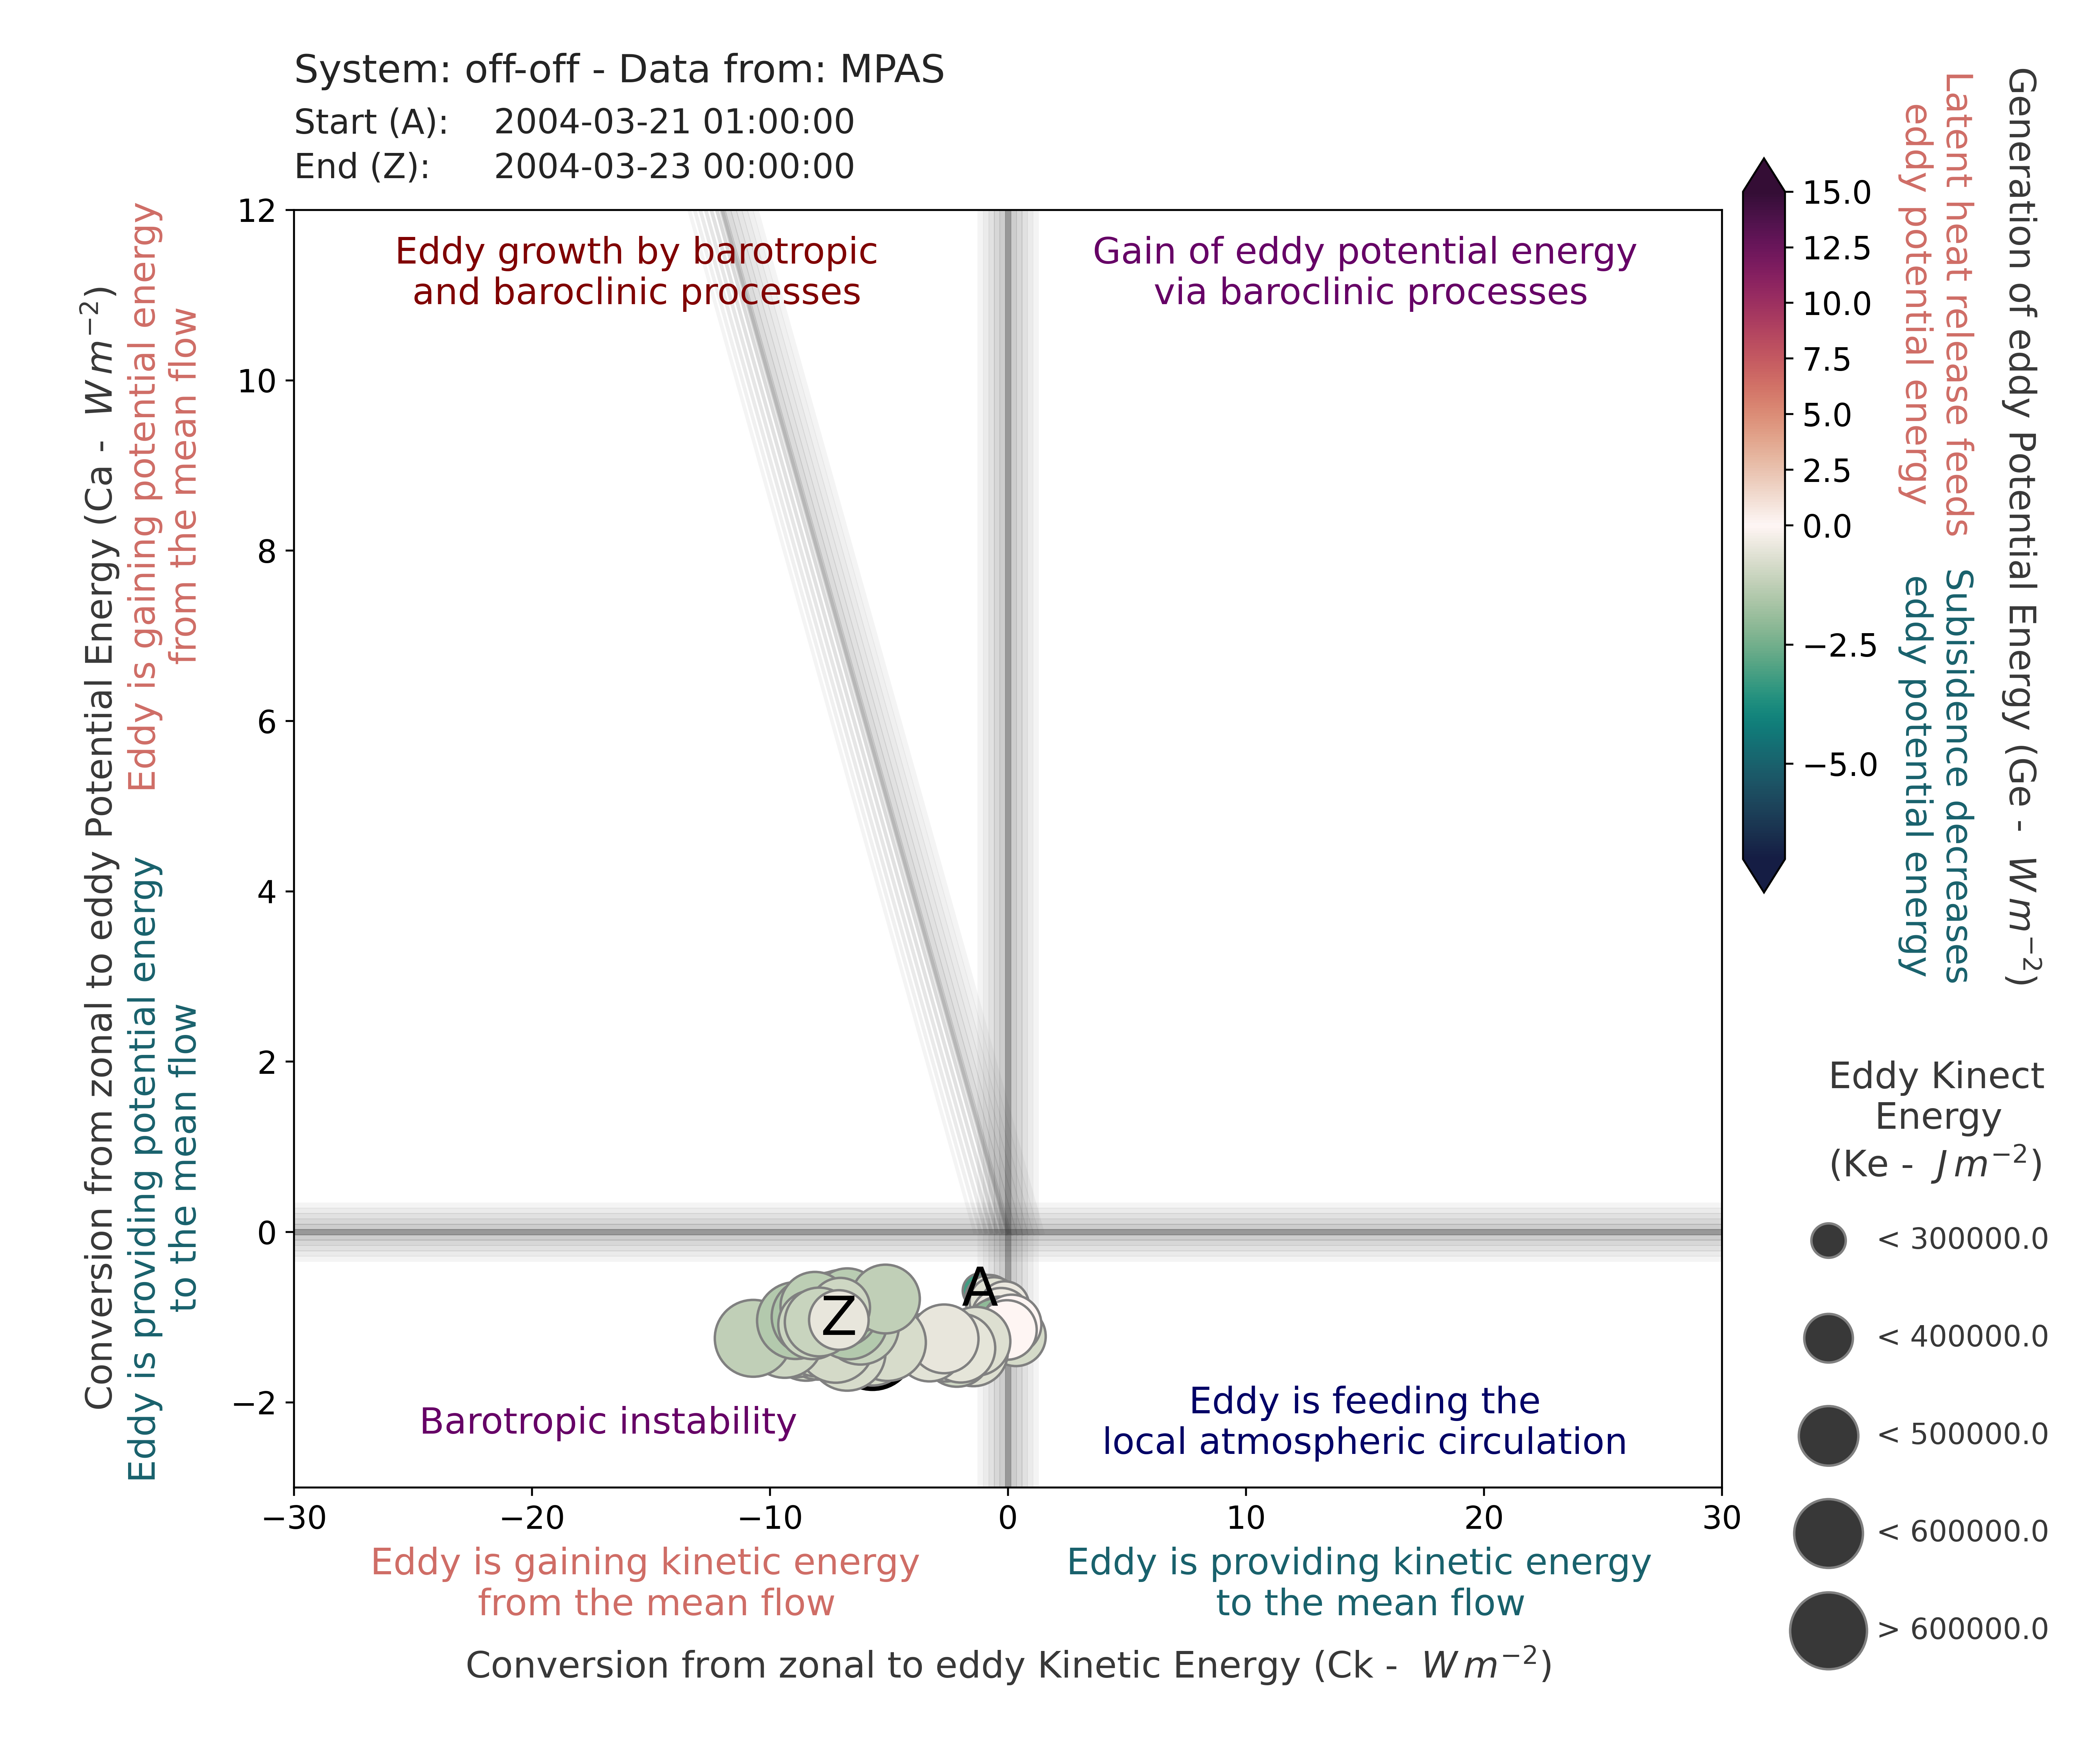 System: off-off - Data from: MPAS
Start (A): 2004-03-21 01:00:00
End (Z): 2004-03-23 00:00:00
Conversion from zonal to eddy Potential Energy (Ca - W m⁻²)
Eddy is gaining potential energy
from the mean flow
Eddy is providing potential energy
to the mean flow
12
10
8
6
4
2
0
−2
Eddy growth by barotropic
and baroclinic processes
Gain of eddy potential energy
via baroclinic processes
A
Z
Barotropic instability
Eddy is feeding the
local atmospheric circulation
−30
−20
−10
0
10
20
30
Eddy is gaining kinetic energy
from the mean flow
Eddy is providing kinetic energy
to the mean flow
Conversion from zonal to eddy Kinetic Energy (Ck - W m⁻²)
15.0
12.5
10.0
7.5
5.0
2.5
0.0
−2.5
−5.0
Latent heat release feeds
eddy potential energy
Subisidence decreases
eddy potential energy
Generation of eddy Potential Energy (Ge - W m⁻²)
Eddy Kinect
Energy
(Ke - J m⁻²)
< 300000.0
< 400000.0
< 500000.0
< 600000.0
> 600000.0